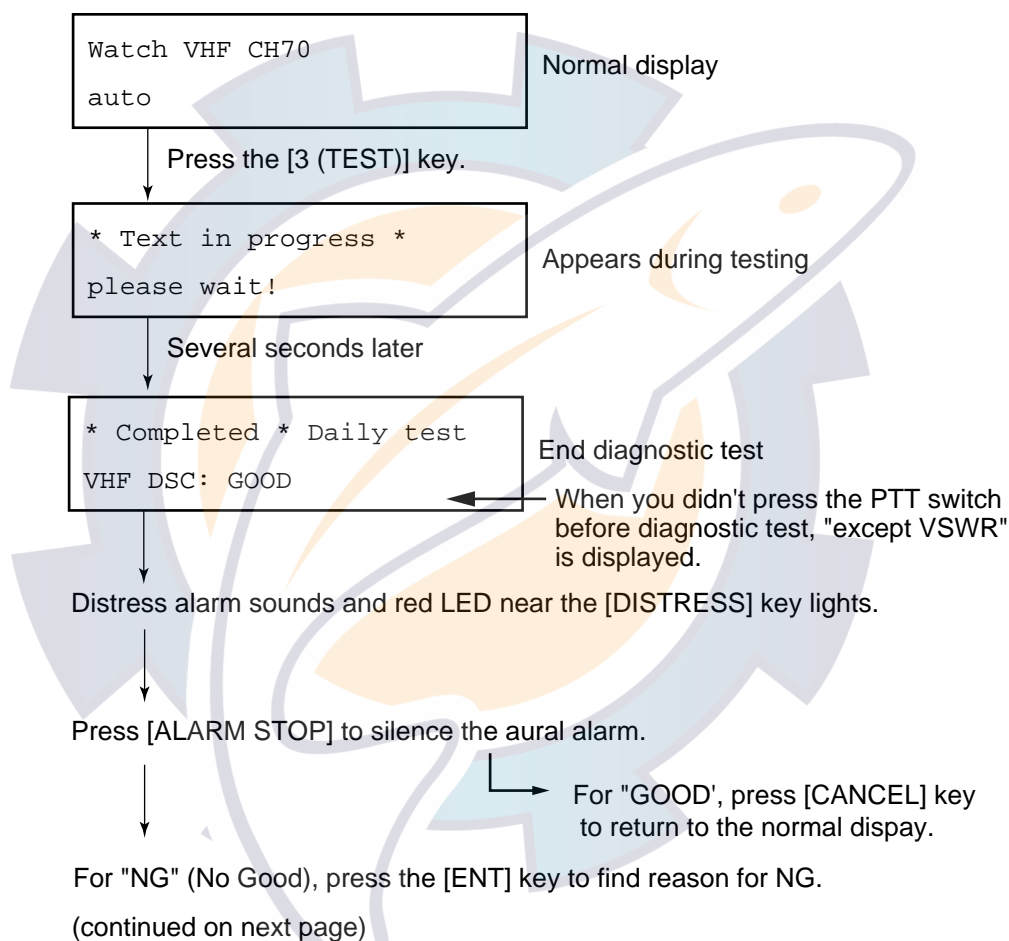 Watch VHF CH70
auto
Normal display
Press the [3 (TEST)] key.
* Text in progress *
please wait!
Appears during testing
Several seconds later
* Completed * Daily test
VHF DSC: GOOD
End diagnostic test
When you didn't press the PTT switch
before diagnostic test, "except VSWR"
is displayed.
Distress alarm sounds and red LED near the [DISTRESS] key lights.
Press [ALARM STOP] to silence the aural alarm.
For "GOOD', press [CANCEL] key
to return to the normal dispay.
For "NG" (No Good), press the [ENT] key to find reason for NG.
(continued on next page)